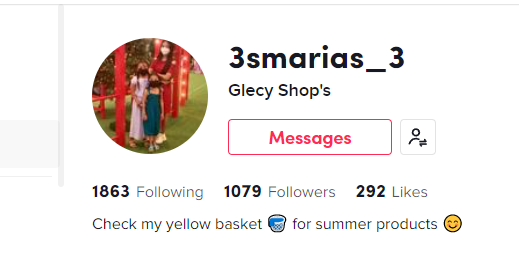 3smarias_3
Glecy Shop's
Messages
1863 Following 1079 Followers 292 Likes
Check my yellow basket for summer products